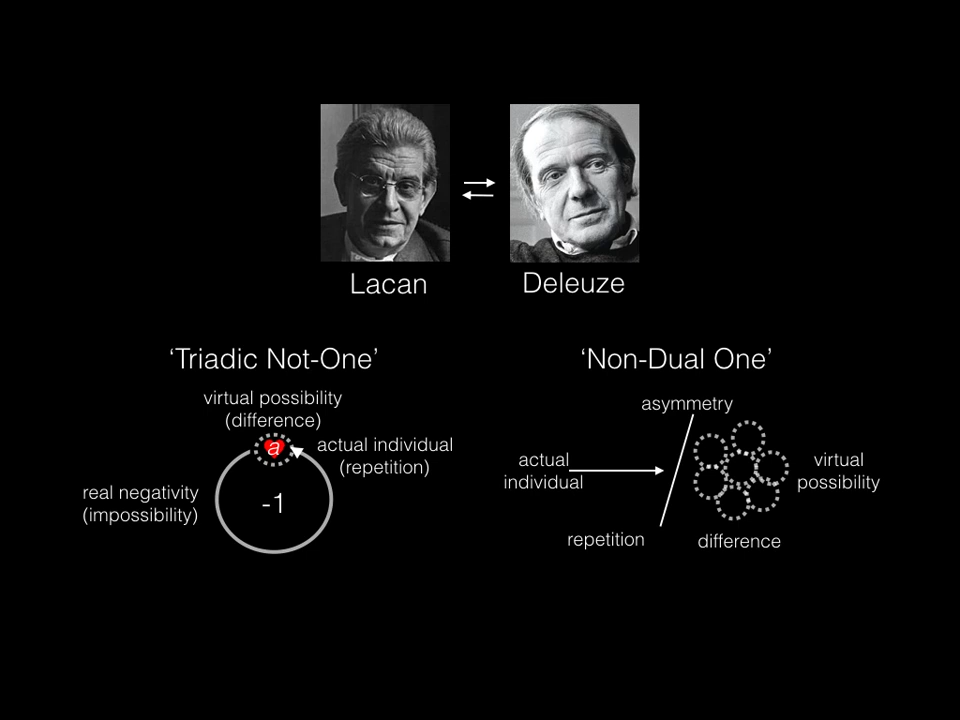 Lacan
Deleuze
‘Triadic Not-One’
virtual possibility
(difference)
a
actual individual
(repetition)
real negativity
(impossibility)
-1
‘Non-Dual One’
asymmetry
actual
individual
virtual
possibility
repetition
difference